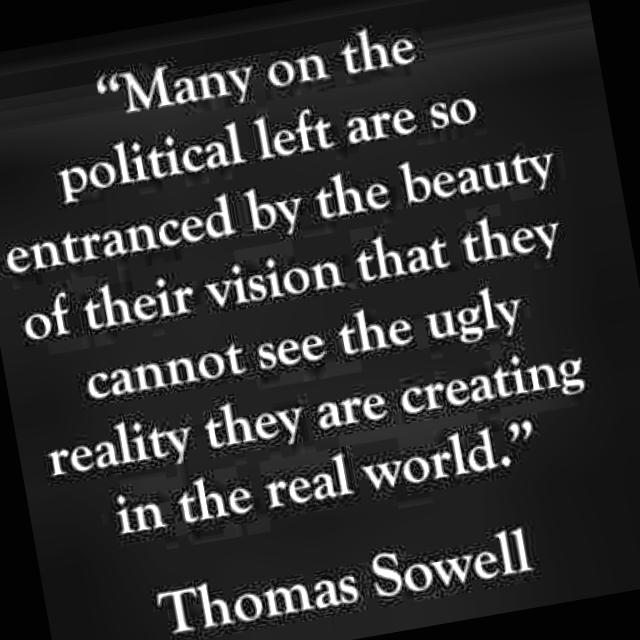 “Many on the
political left are so
entranced by the beauty
of their vision that they
cannot see the ugly
reality they are creating
in the real world.”
Thomas Sowell